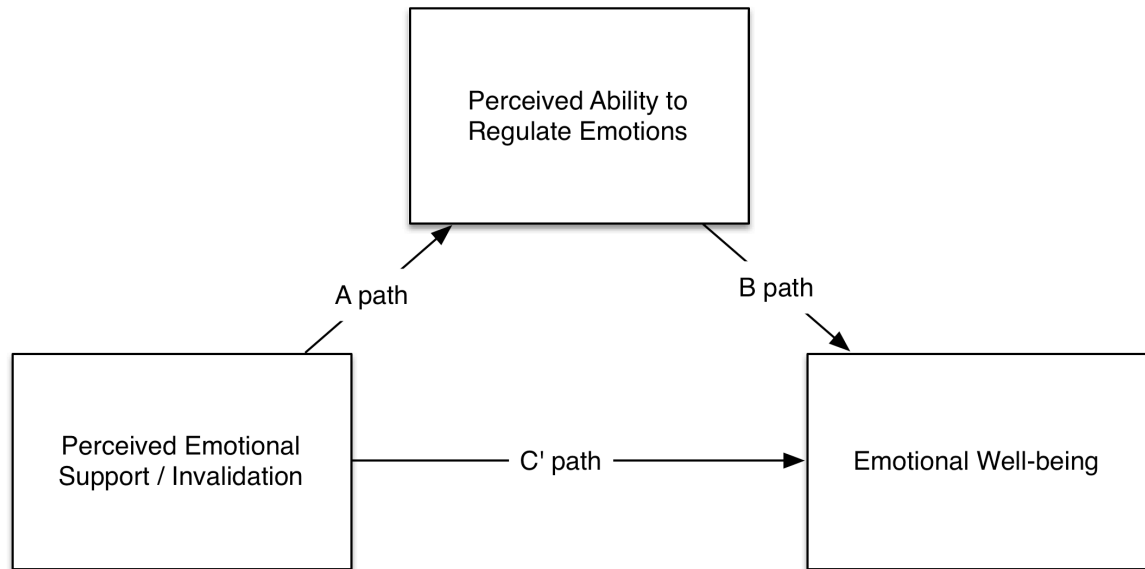 Perceived Ability to
Regulate Emotions
A path
B path
Perceived Emotional
Support / Invalidation
C' path
Emotional Well-being